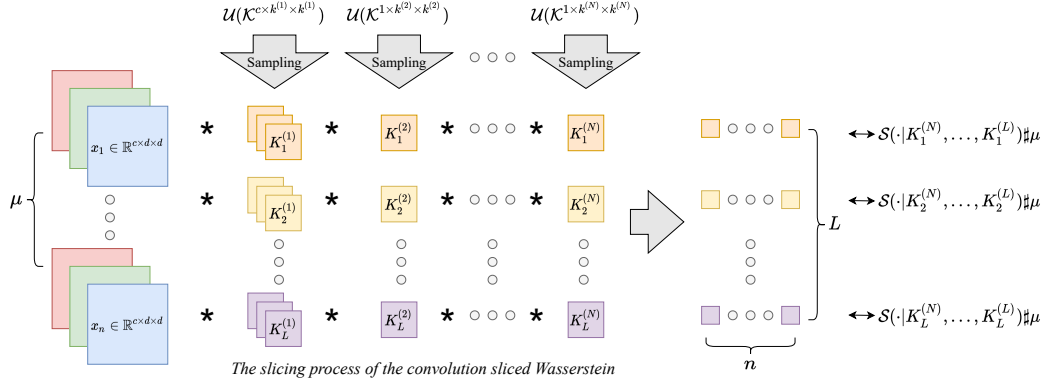 𝒰(𝒦^{c×k^{(1)}×k^{(1)}}) 𝒰(𝒦^{1×k^{(2)}×k^{(2)}}) 𝒰(𝒦^{1×k^{(N)}×k^{(N)}})
Sampling Sampling Sampling
x_1 ∈ ℝ^{c×d×d} * K_1^{(1)} * K_1^{(2)} * * K_1^{(N)} ↔ 𝒮(·|K_1^{(N)}, ..., K_1^{(L)})♯μ
μ
* K_2^{(1)} * K_2^{(2)} * * K_2^{(N)} ↔ 𝒮(·|K_2^{(N)}, ..., K_2^{(L)})♯μ
L
x_n ∈ ℝ^{c×d×d} * K_L^{(1)} * K_L^{(2)} * * K_L^{(N)} ↔ 𝒮(·|K_L^{(N)}, ..., K_L^{(L)})♯μ
n
The slicing process of the convolution sliced Wasserstein